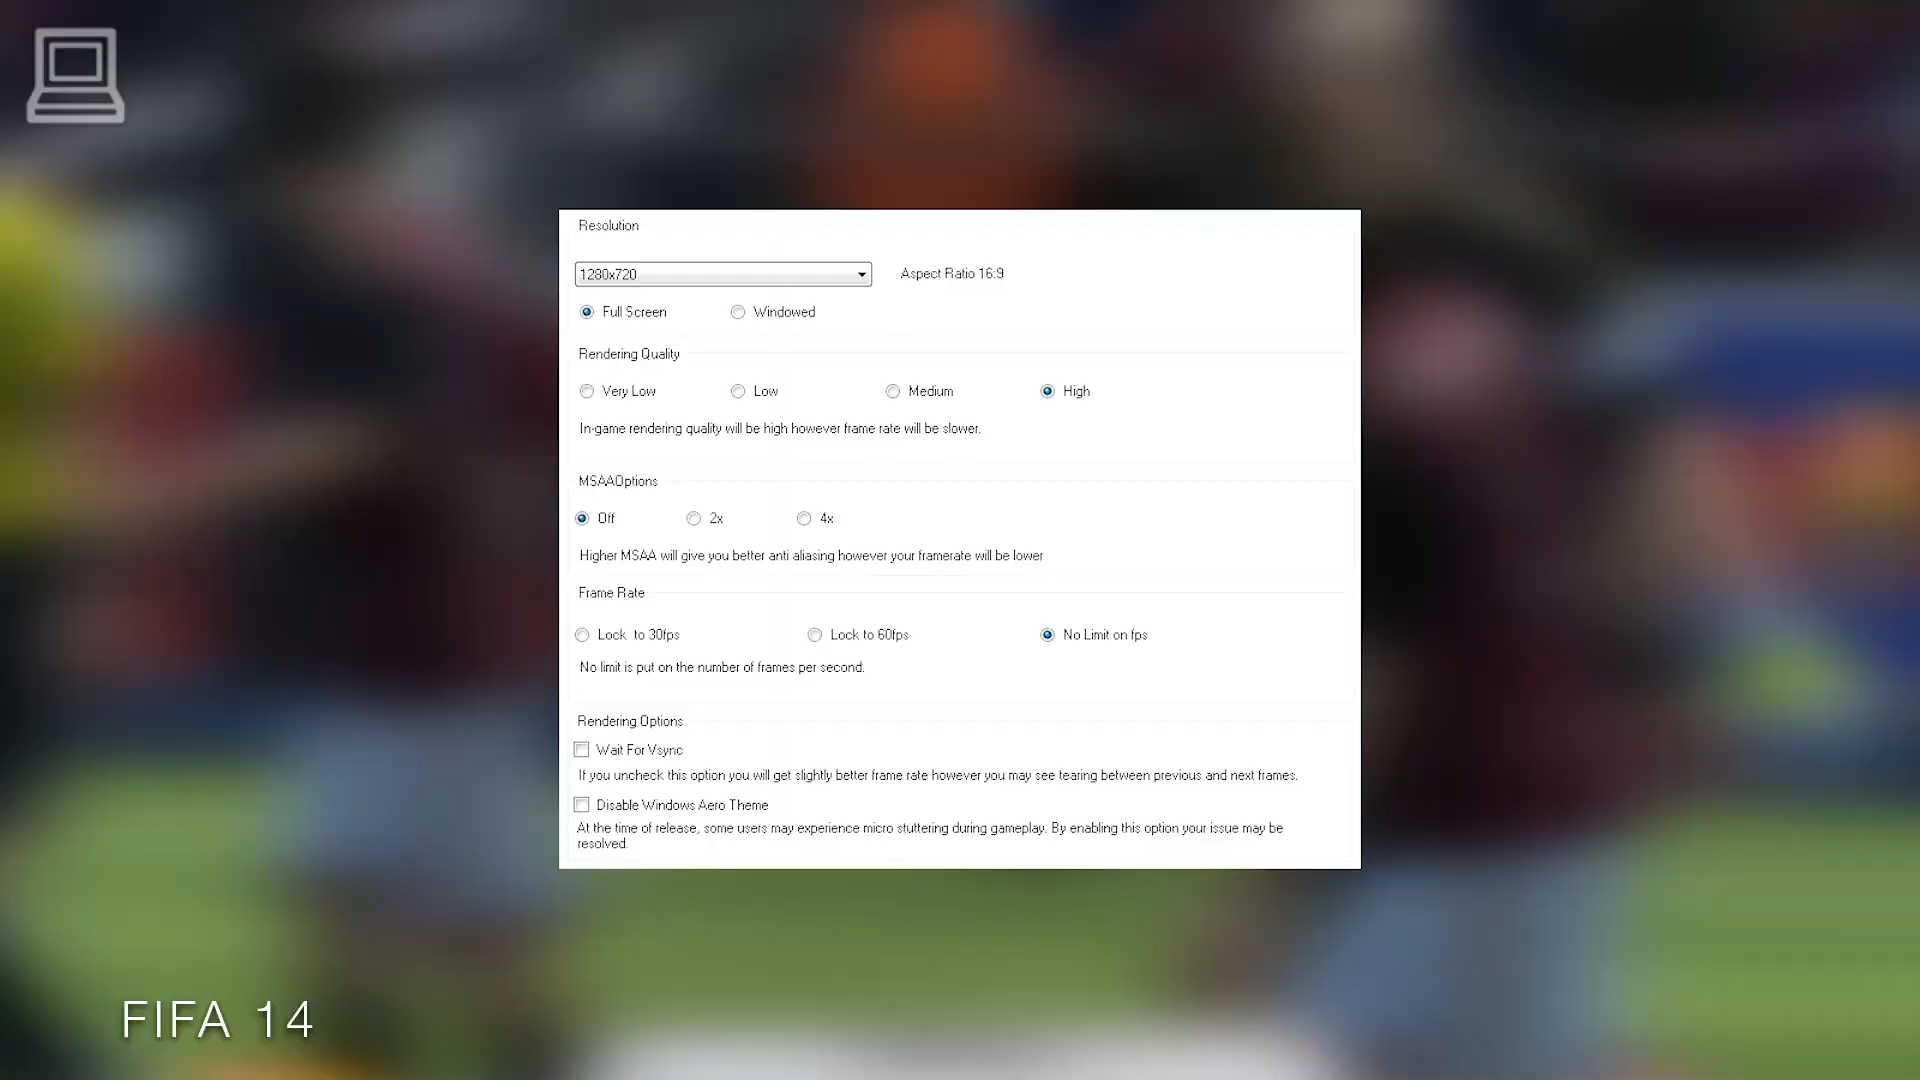 Resolution
1280x720 Aspect Ratio 16:9
Full Screen Windowed
Rendering Quality
Very Low Low Medium High
In-game rendering quality will be high however frame rate will be slower.
MSAAOptions
Off 2x 4x
Higher MSAA will give you better anti aliasing however your framerate will be lower
Frame Rate
Lock to 30fps Lock to 60fps No Limit on fps
No limit is put on the number of frames per second.
Rendering Options
Wait For Vsync
If you uncheck this option you will get slightly better frame rate however you may see tearing between previous and next frames.
Disable Windows Aero Theme
At the time of release, some users may experience micro stuttering during gameplay. By enabling this option your issue may be
resolved.
FIFA 14